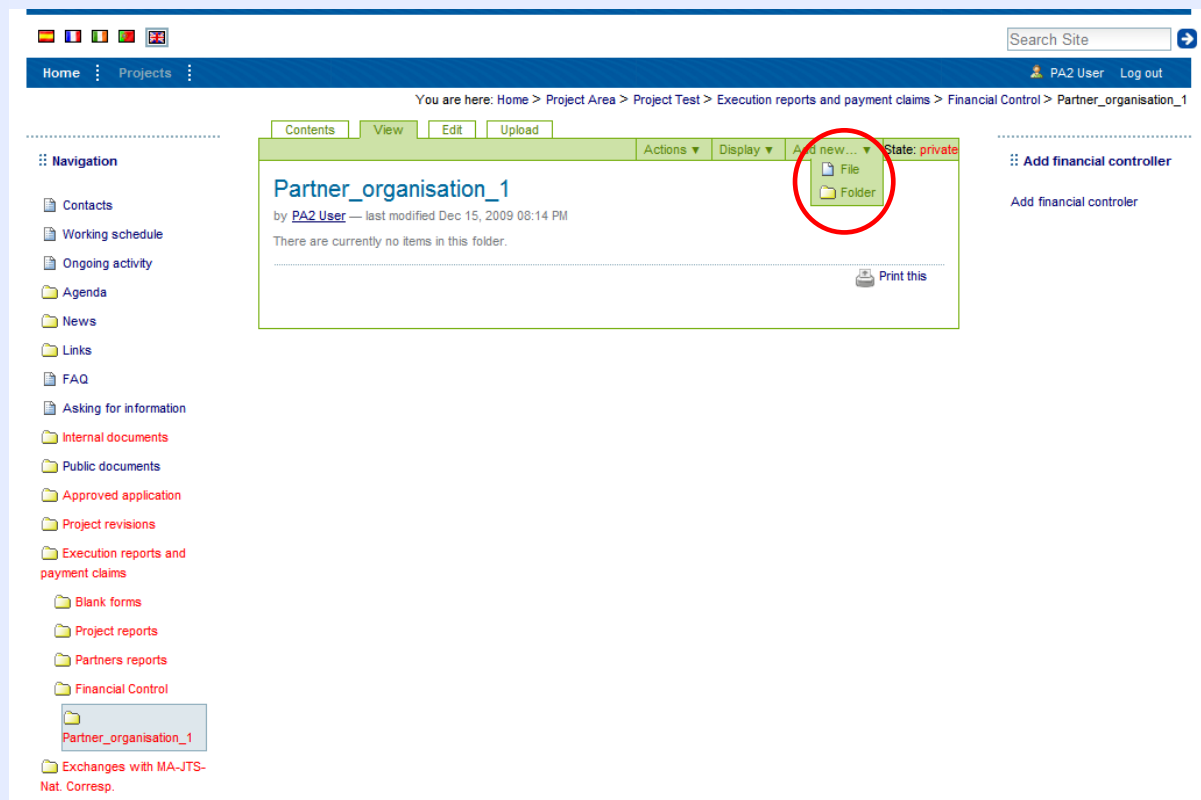 Search Site
Home Projects PA2 User Log out
You are here: Home > Project Area > Project Test > Execution reports and payment claims > Financial Control > Partner_organisation_1
Contents View Edit Upload
Actions ▼ Display ▼ Add new... ▼ State: private
File
Folder
Partner_organisation_1
by PA2 User — last modified Dec 15, 2009 08:14 PM
There are currently no items in this folder.
Print this
Navigation
Contacts
Working schedule
Ongoing activity
Agenda
News
Links
FAQ
Asking for information
Internal documents
Public documents
Approved application
Project revisions
Execution reports and
payment claims
Blank forms
Project reports
Partners reports
Financial Control
Partner_organisation_1
Exchanges with MA-JTS-
Nat. Corresp.
Add financial controller
Add financial controler